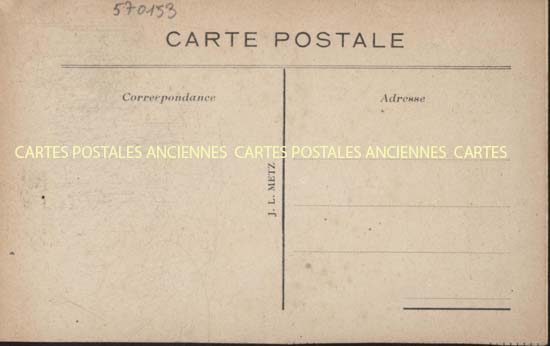 570153
CARTE POSTALE
Correspondance
Adresse
CARTES POSTALES ANCIENNES CARTES POSTALES ANCIENNES CARTES
J. L. METZ